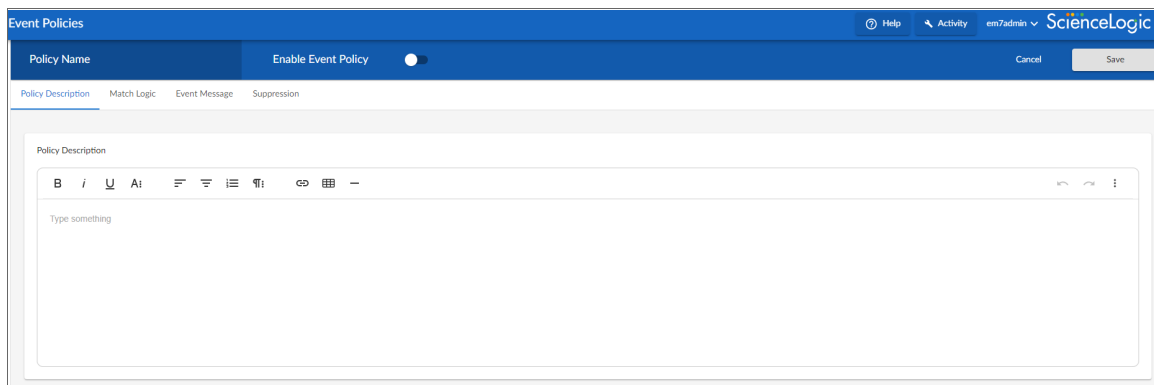 Event Policies
Help
Activity
em7admin
ScienceLogic
Policy Name
Enable Event Policy
Cancel
Save
Policy Description
Match Logic
Event Message
Suppression
Policy Description
B i U A
Type something